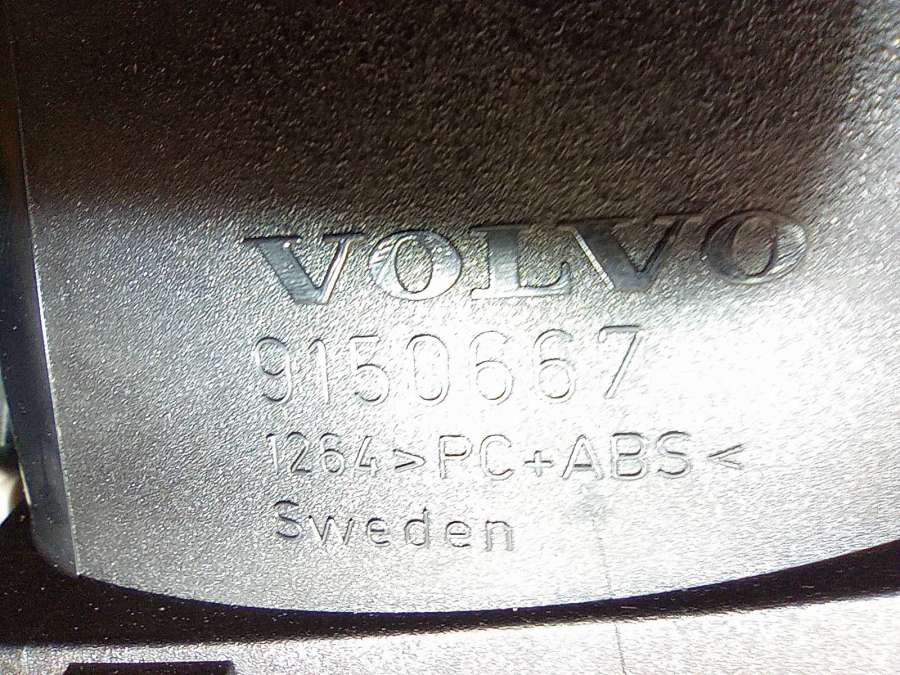 VOLVO
9150667
1264 >PC+ABS<
Sweden